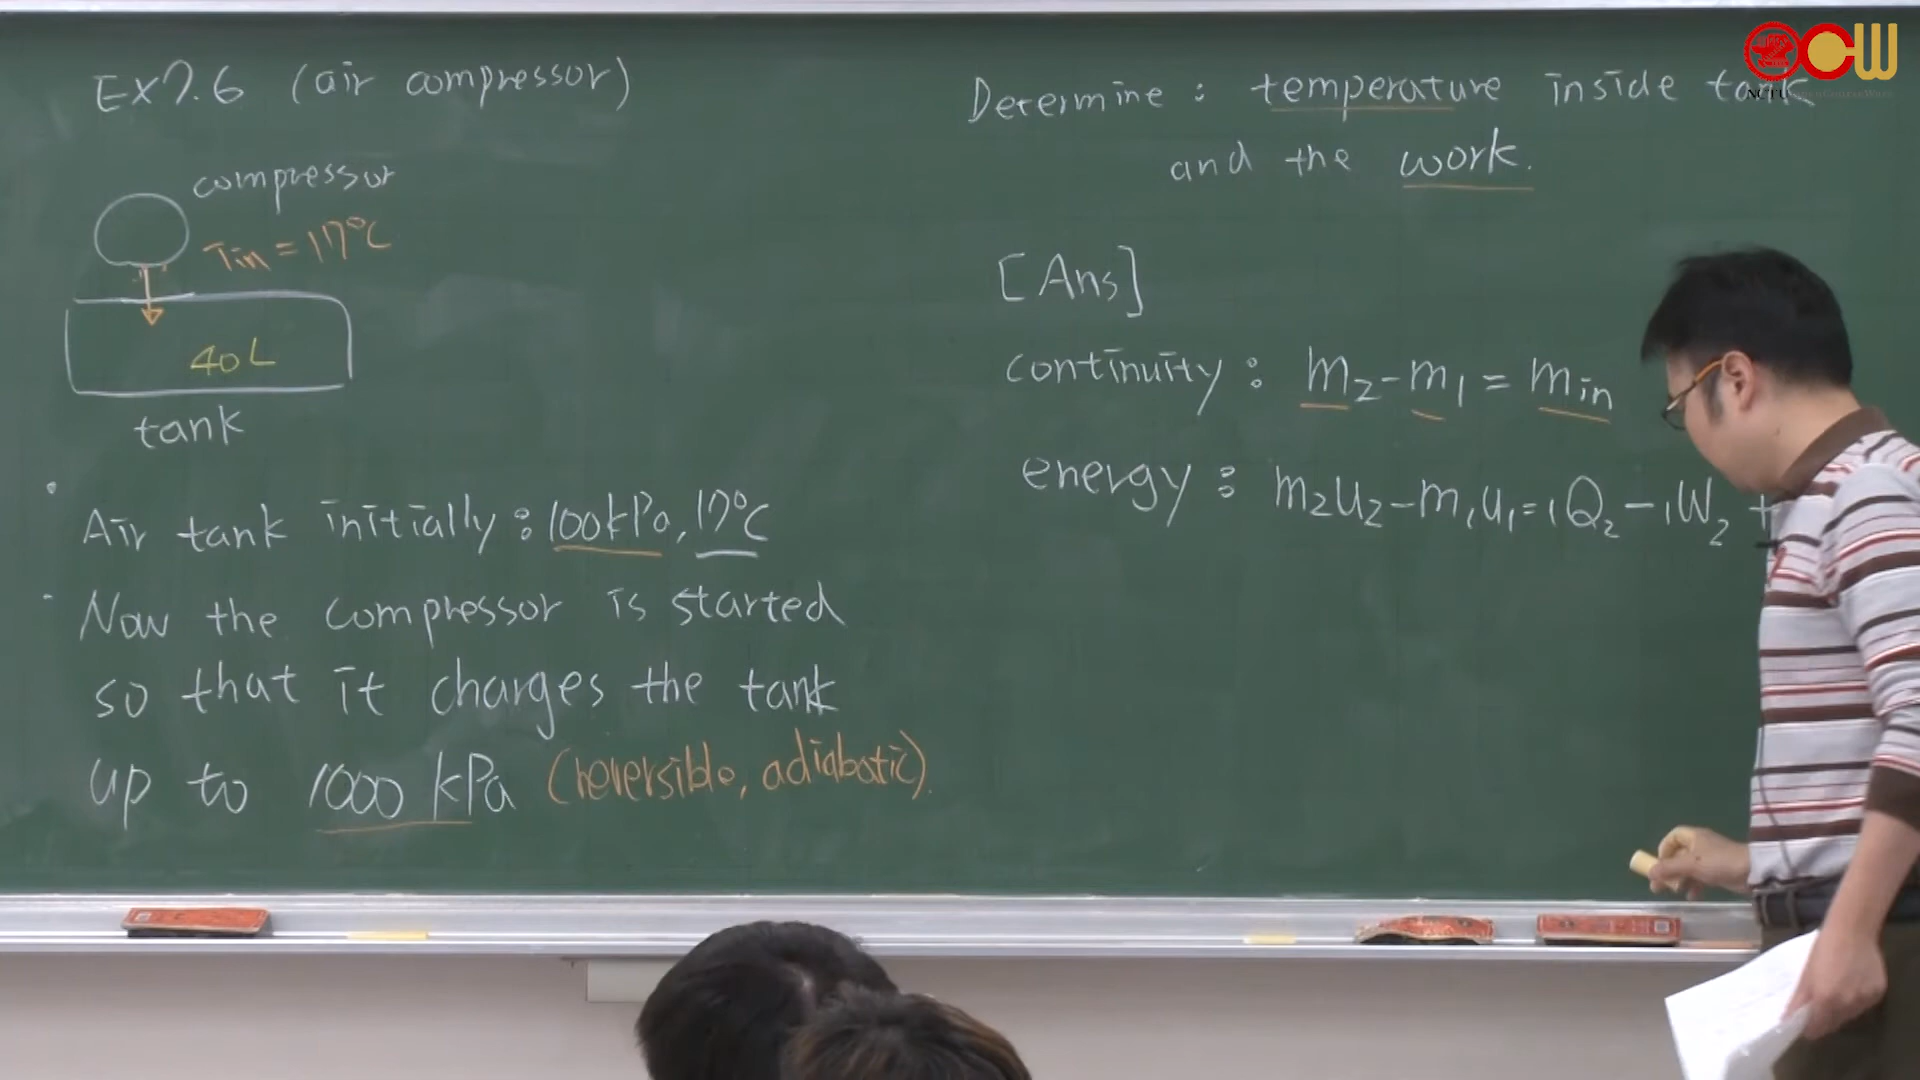 Ex7.6 (air compressor)
compressor
Tin = 17°C
40L
tank
· Air tank initially : 100kPa, 17°C
· Now the compressor is started
so that it charges the tank
up to 1000 kPa (reversible, adiabatic).
Determine : temperature inside tank
and the work.
[Ans]
continuity : m2 - m1 = min
energy : m2u2 - m1u1 = 1Q2 - 1W2 +
OCW